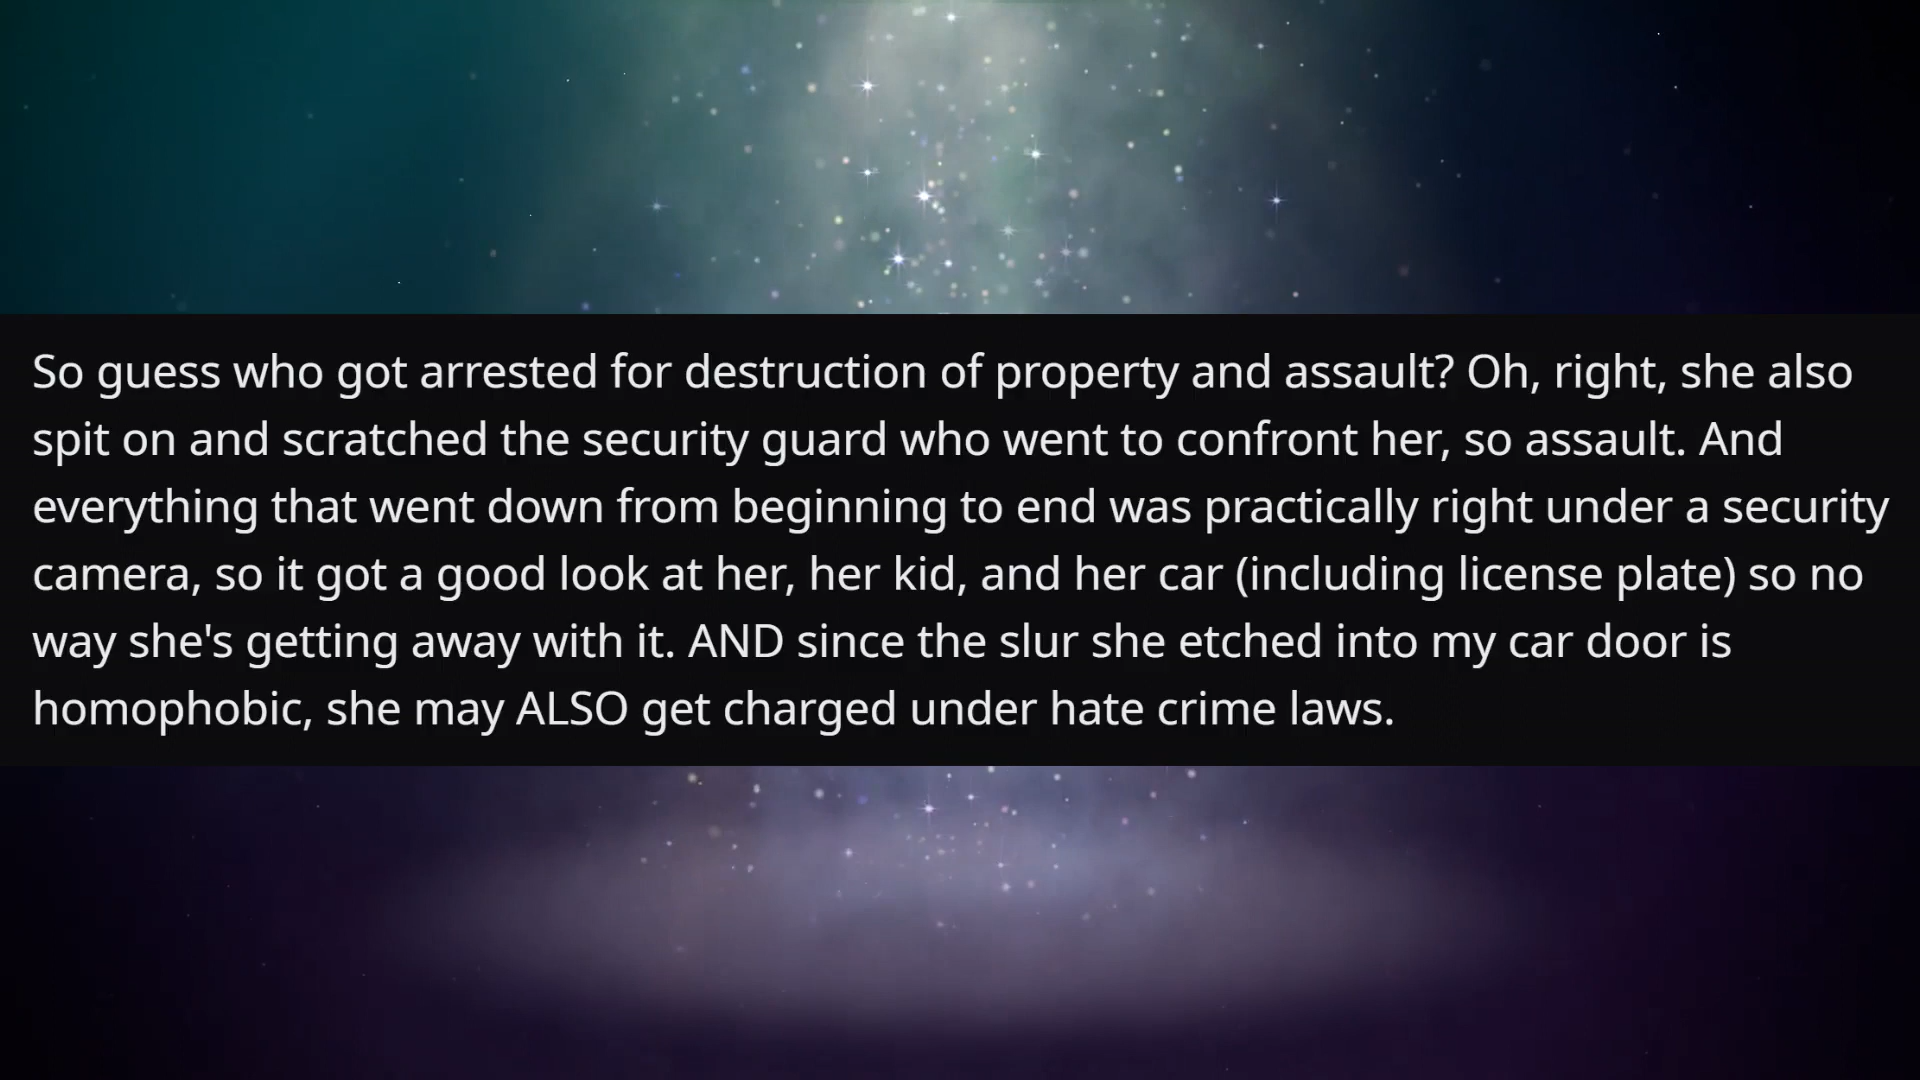 So guess who got arrested for destruction of property and assault? Oh, right, she also
spit on and scratched the security guard who went to confront her, so assault. And
everything that went down from beginning to end was practically right under a security
camera, so it got a good look at her, her kid, and her car (including license plate) so no
way she's getting away with it. AND since the slur she etched into my car door is
homophobic, she may ALSO get charged under hate crime laws.